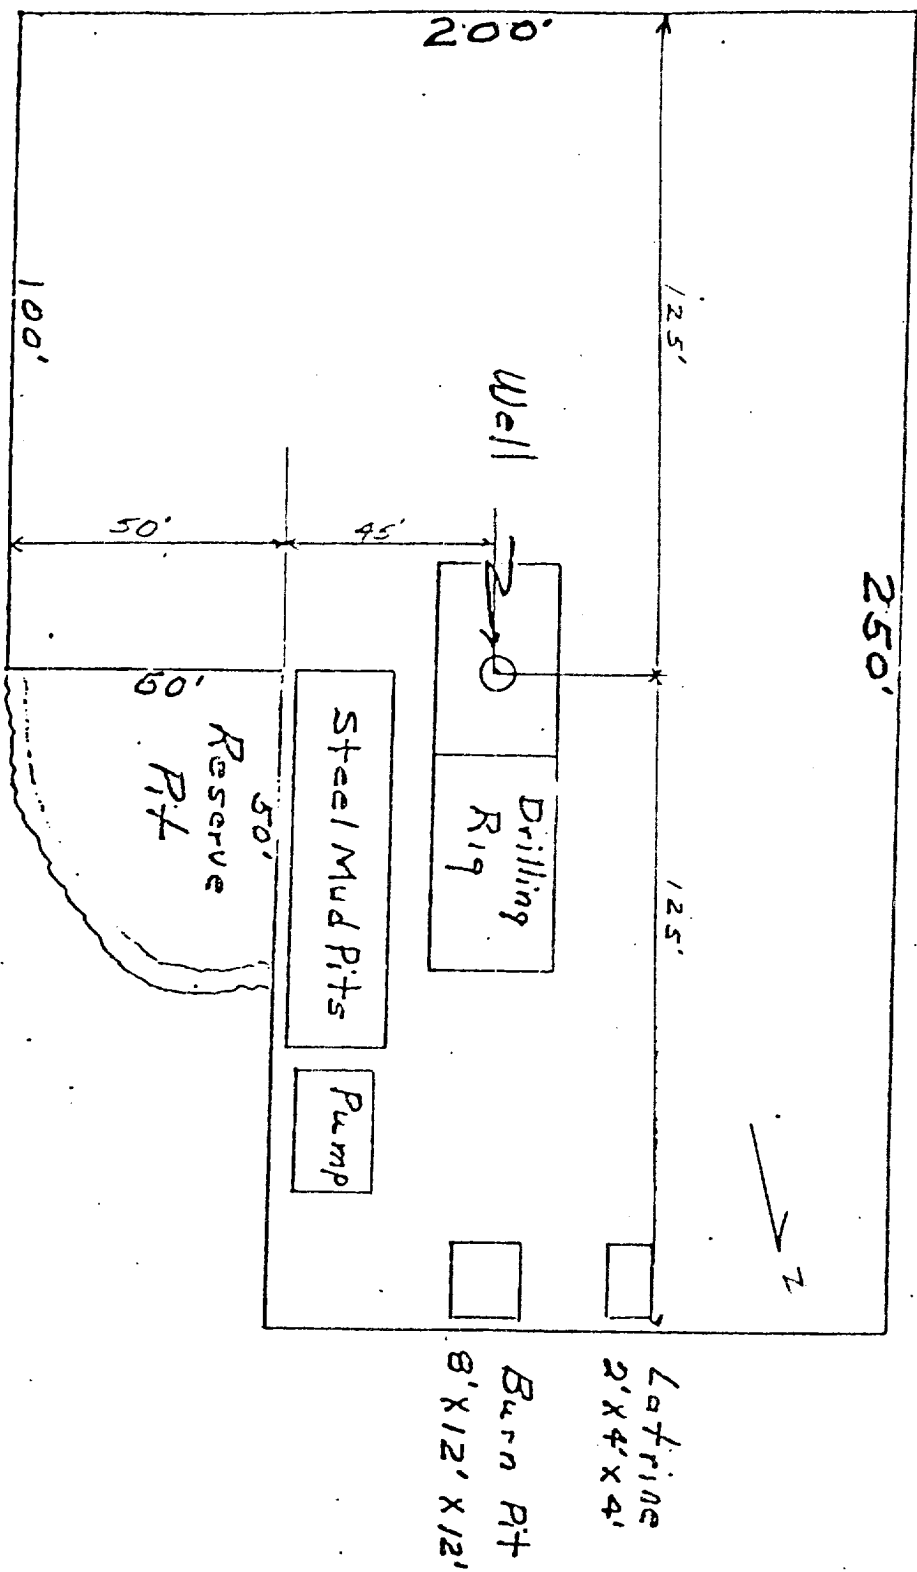 200'
250'
125'
125'
100'
Well
50'
45'
60'
50'
Reserve
Pit
Steel Mud Pits
Drilling
Rig
Pump
N
Latrine
2'X4'X4'
Burn Pit
8'X12'X12'